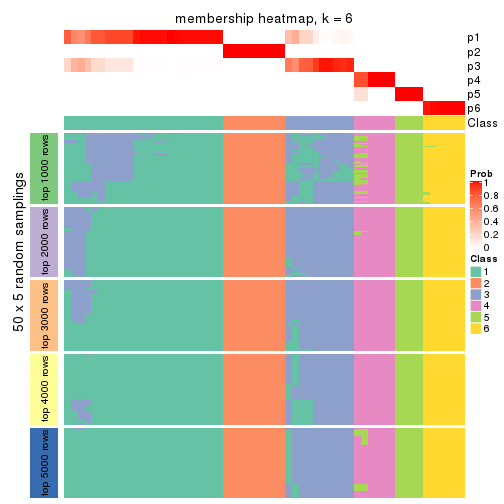 membership heatmap, k = 6
p1
p2
p3
p4
p5
p6
Class
50 x 5 random samplings
top 1000 rows
top 2000 rows
top 3000 rows
top 4000 rows
top 5000 rows
Prob
1
0.8
0.6
0.4
0.2
0
Class
1
2
3
4
5
6